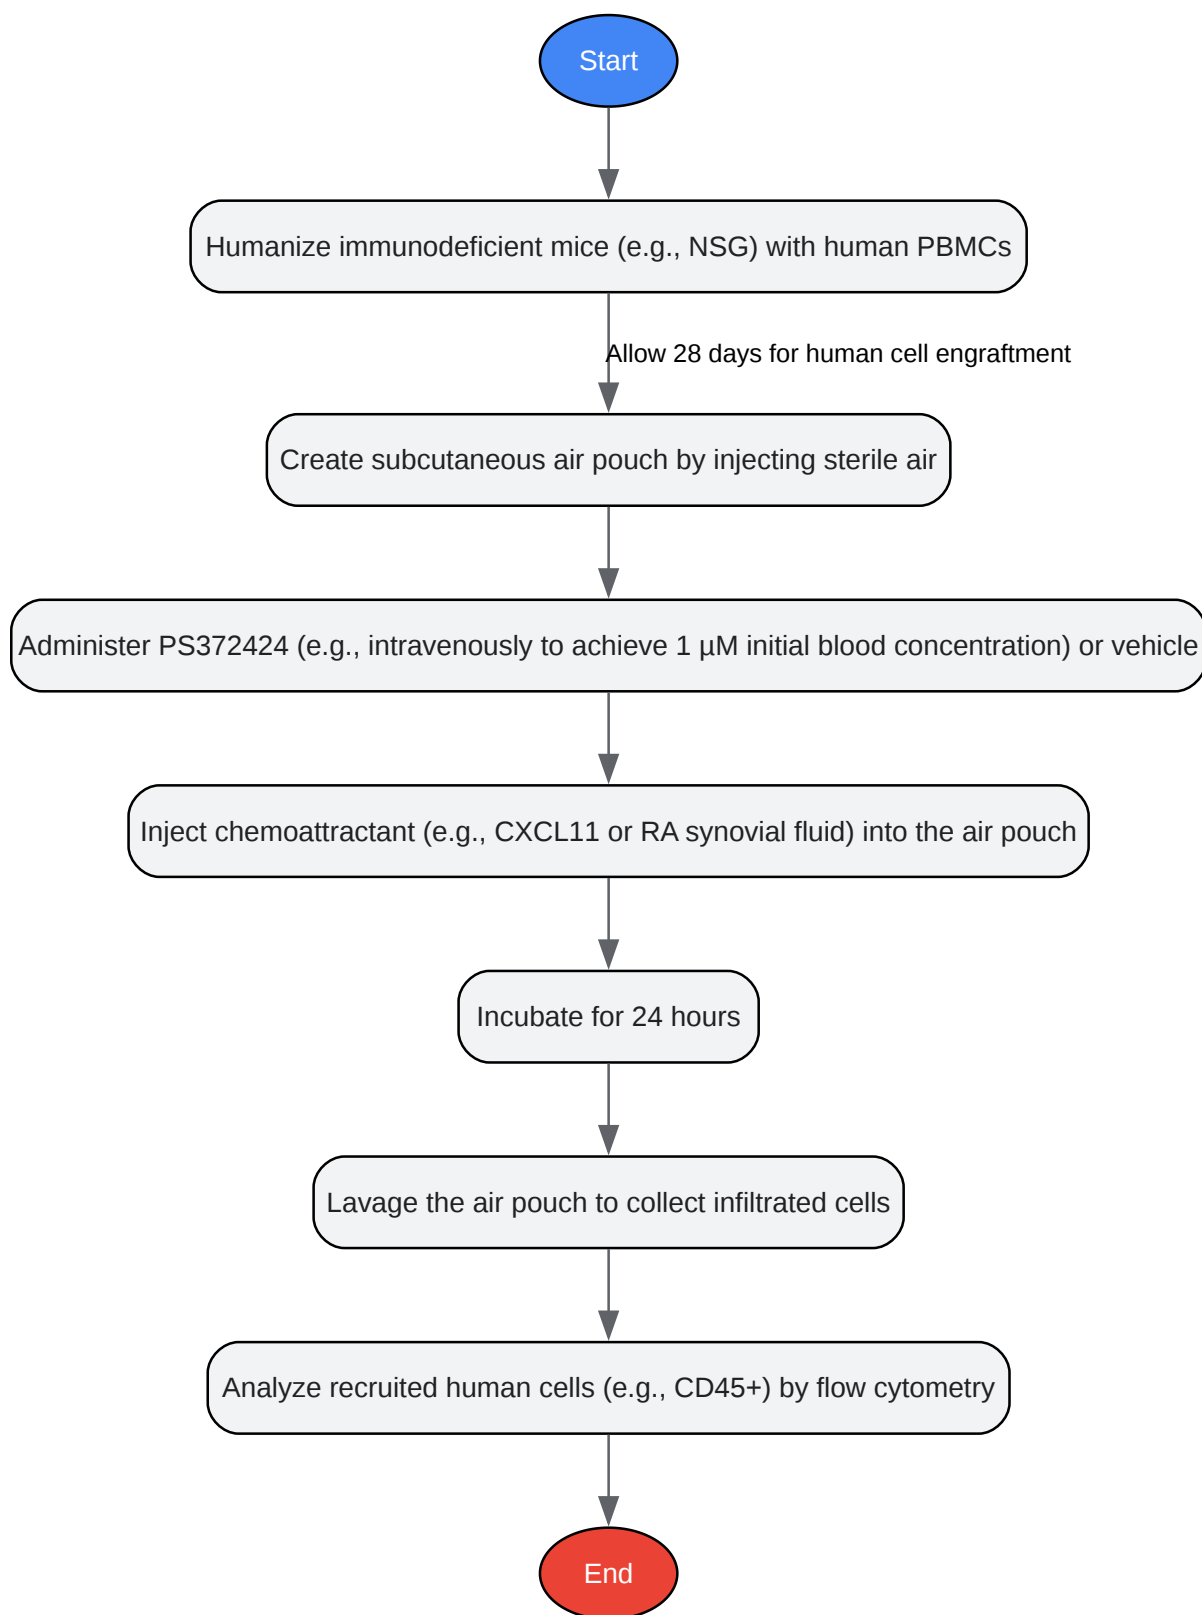 Start
Humanize immunodeficient mice (e.g., NSG) with human PBMCs
Allow 28 days for human cell engraftment
Create subcutaneous air pouch by injecting sterile air
Administer PS372424 (e.g., intravenously to achieve 1 µM initial blood concentration) or vehicle
Inject chemoattractant (e.g., CXCL11 or RA synovial fluid) into the air pouch
Incubate for 24 hours
Lavage the air pouch to collect infiltrated cells
Analyze recruited human cells (e.g., CD45+) by flow cytometry
End